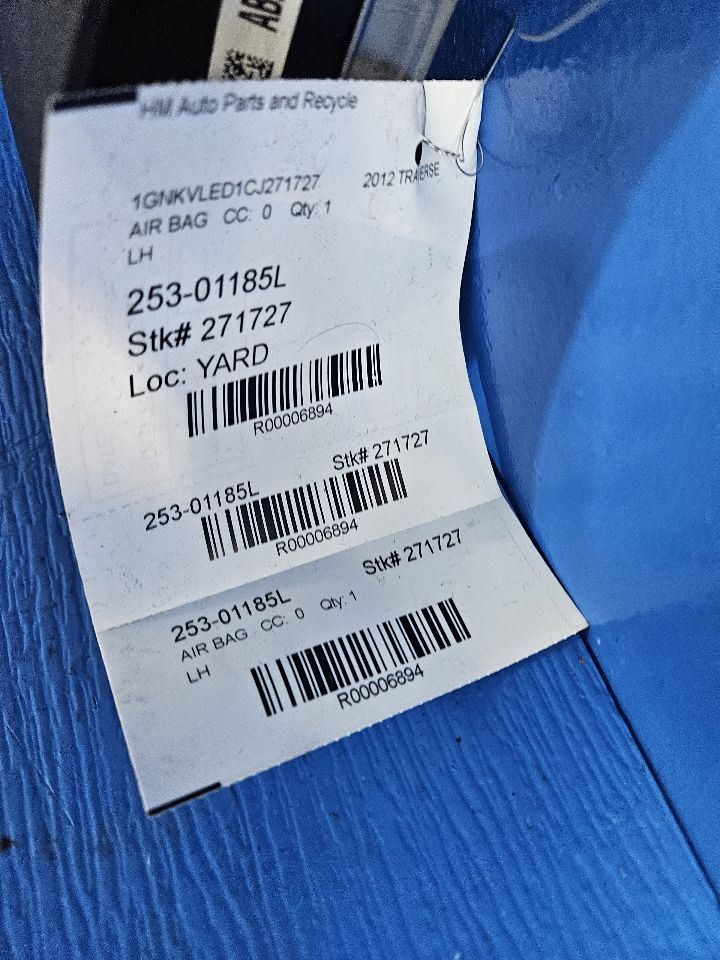 AB
HM Auto Parts and Recycle
1GNKVLED1CJ271727 2012 TRAVERSE
AIR BAG CC: 0 Qty: 1
LH
253-01185L
Stk# 271727
Loc: YARD
R00006894
253-01185L Stk# 271727
R00006894
253-01185L Stk# 271727
AIR BAG CC: 0 Qty: 1
LH
R00006894